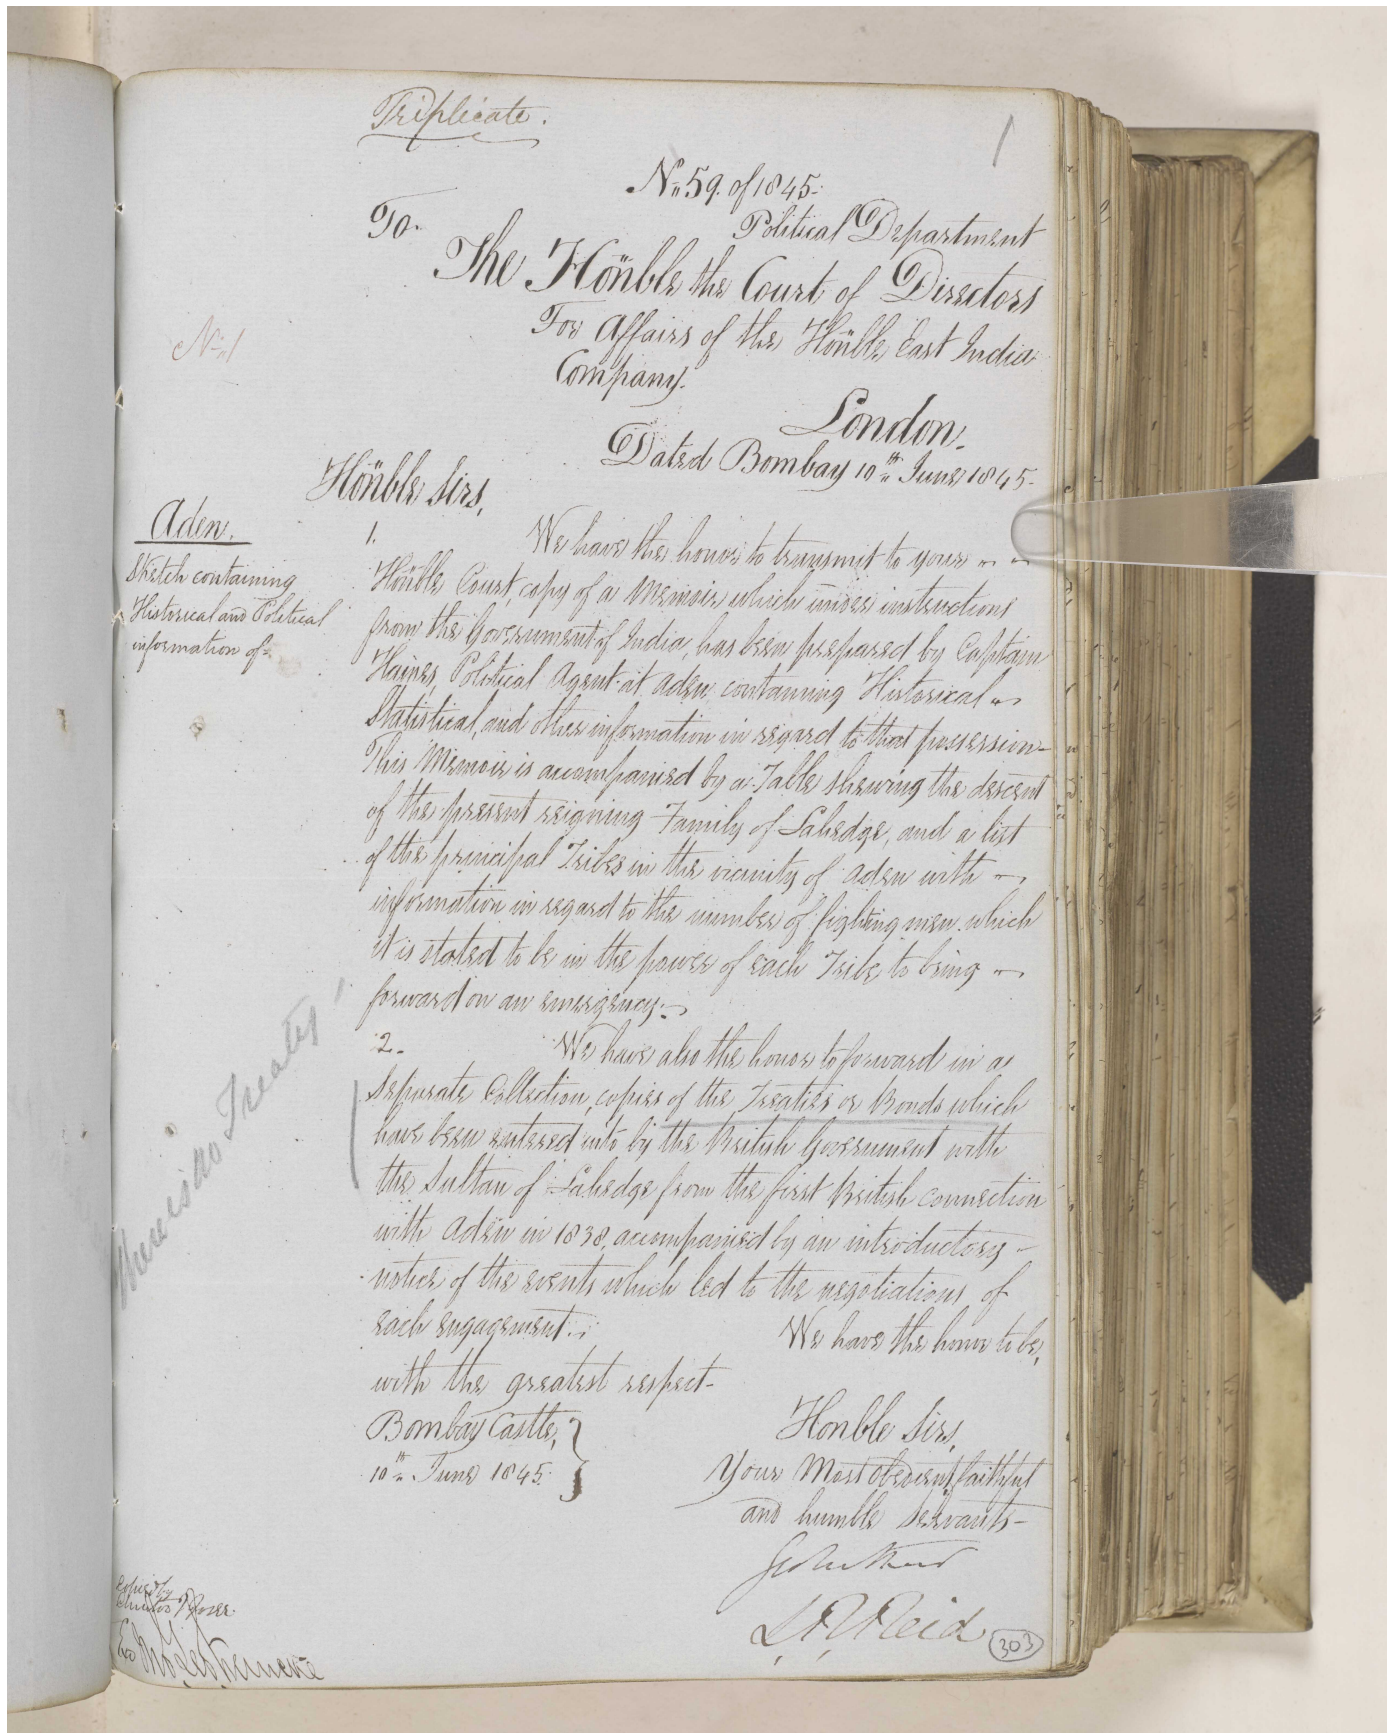 Triplicate.
1
No 59. of 1845.
Political Department
To.
The Honble the Court of Directors
For Affairs of the Honble East India
Company.
London.
Dated Bombay 10th June 1845.
No 1
Honble Sirs,
Aden.
Sketch containing
Historical and Political
information of
1.
We have the honor to transmit to your
Honble Court, copy of a Memoir which under instructions
from the Government of India, has been prepared by Captain
Haines, Political Agent at Aden containing Historical
Statistical, and other information in regard to that possession
This Memoir is accompanied by a Table shewing the descent
of the present reigning Family of Lahedge, and a list
of the principal Tribes in the vicinity of Aden with
information in regard to the number of fighting men which
it is stated to be in the power of each Tribe to bring
forward on an emergency.
2.
We have also the honor to forward in a
separate Collection, copies of the Treaties or Bonds which
have been entered into by the British Government with
the Sultan of Lahedge from the first British connection
with Aden in 1838, accompanied by an introductory
notice of the events which led to the negotiations of
each engagement.
There is no Treaty!
We have the honor to be,
with the greatest respect
Bombay Castle,
10th June 1845.
Honble Sirs,
Your Most obedient, faithful
and humble Servants
L R Reid
303
Copied by